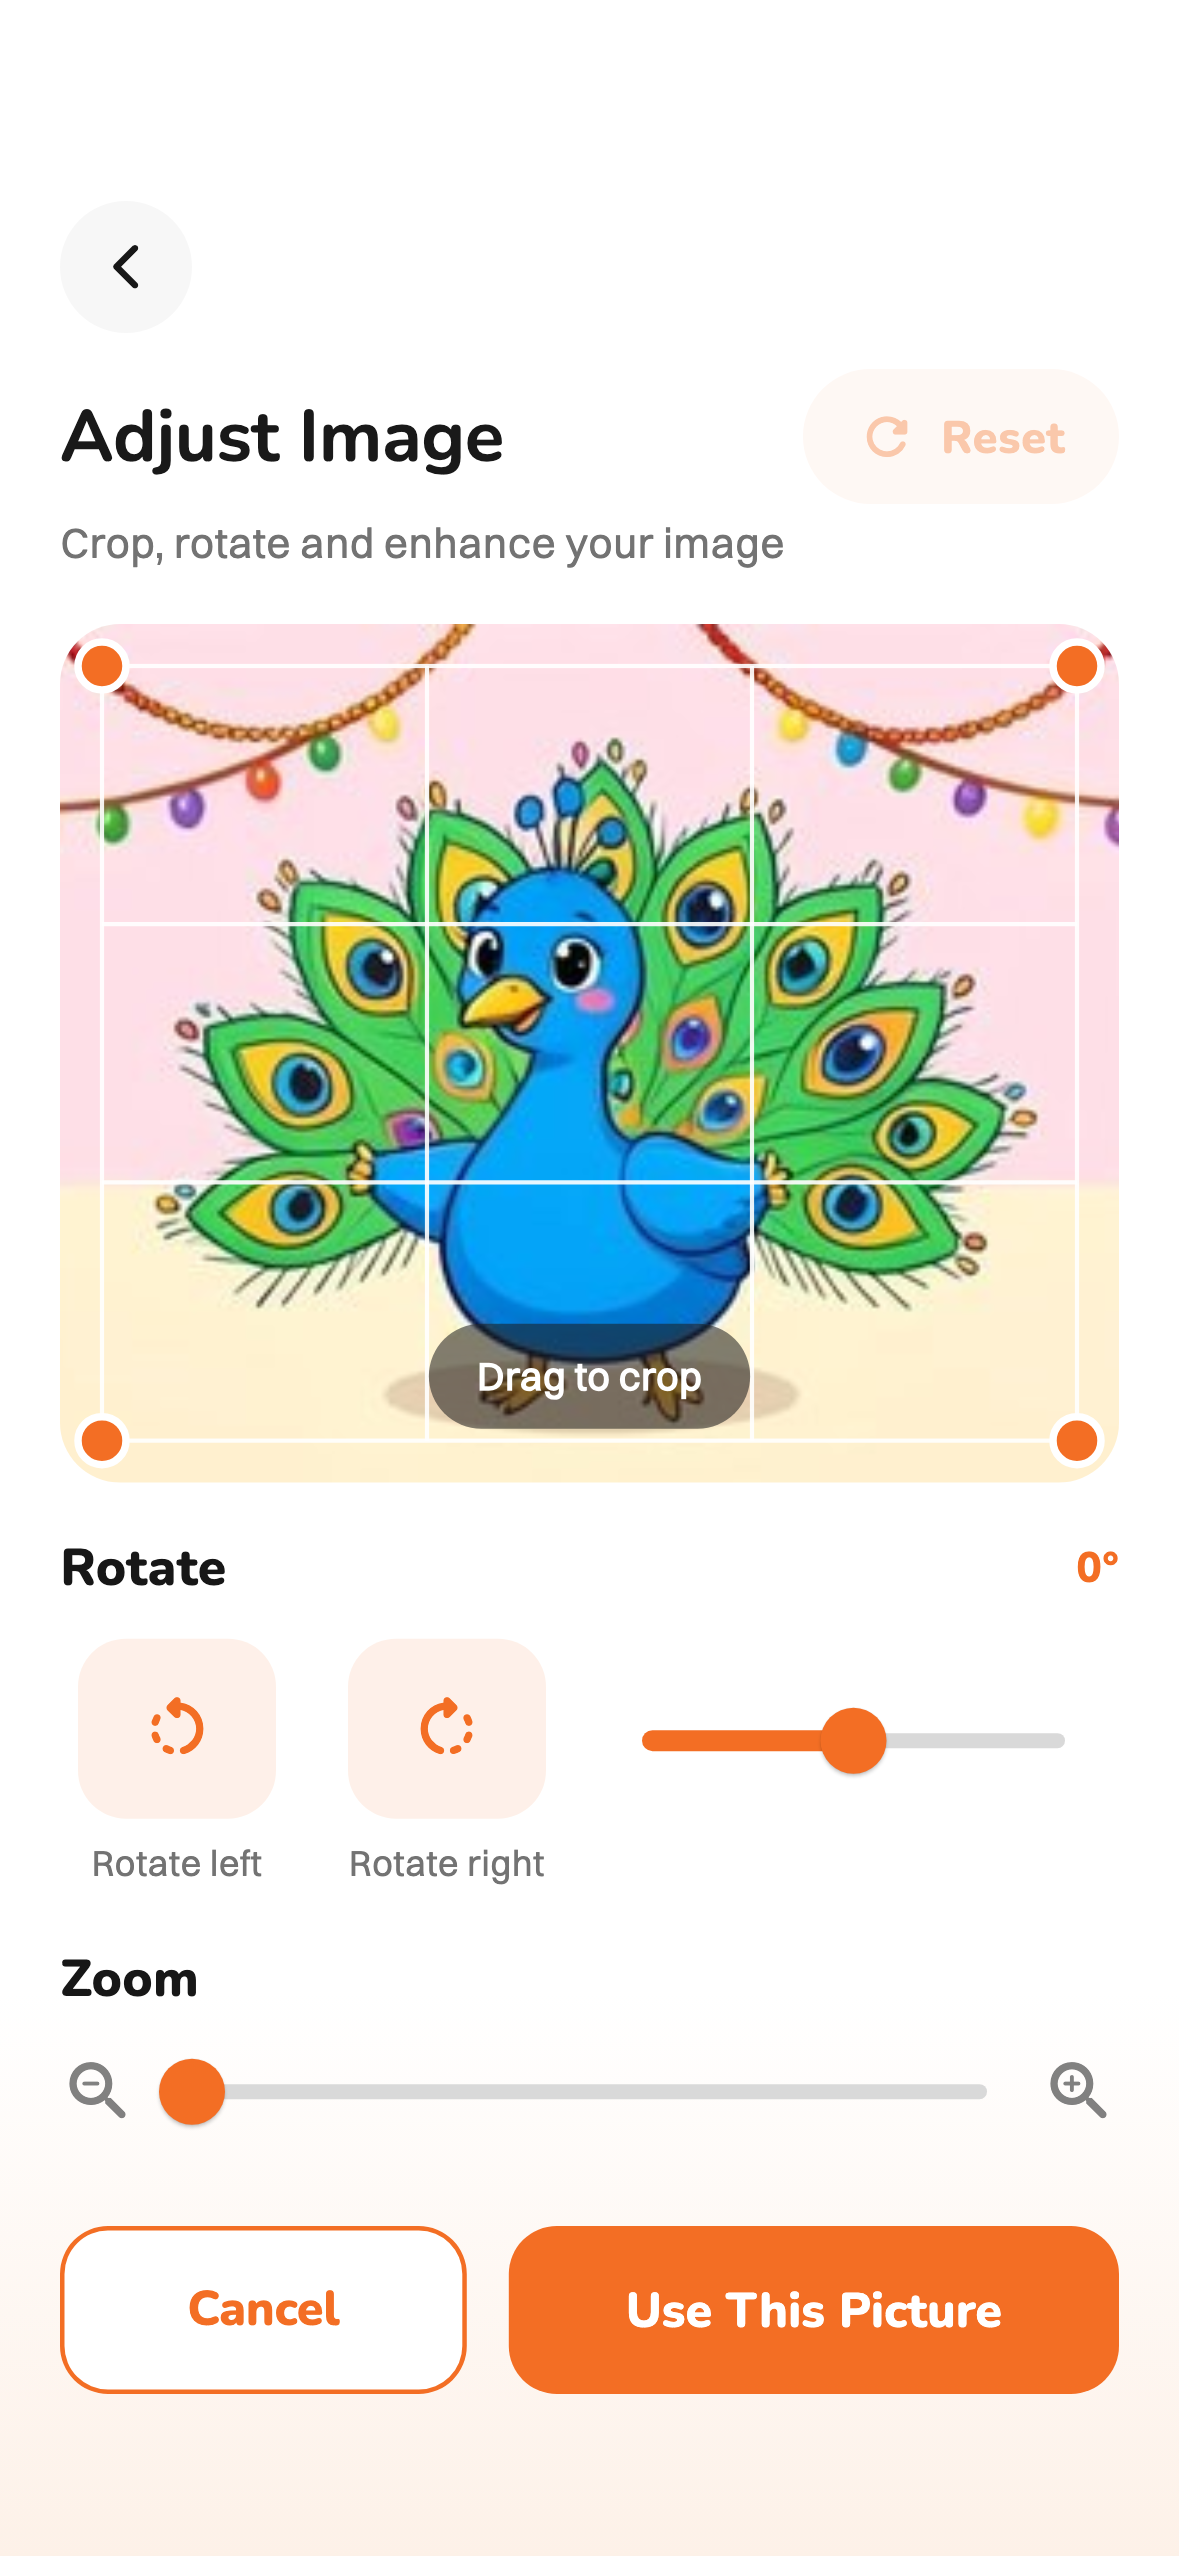 Adjust Image
Reset
Crop, rotate and enhance your image
Drag to crop
Rotate
0°
Rotate left
Rotate right
Zoom
Cancel
Use This Picture